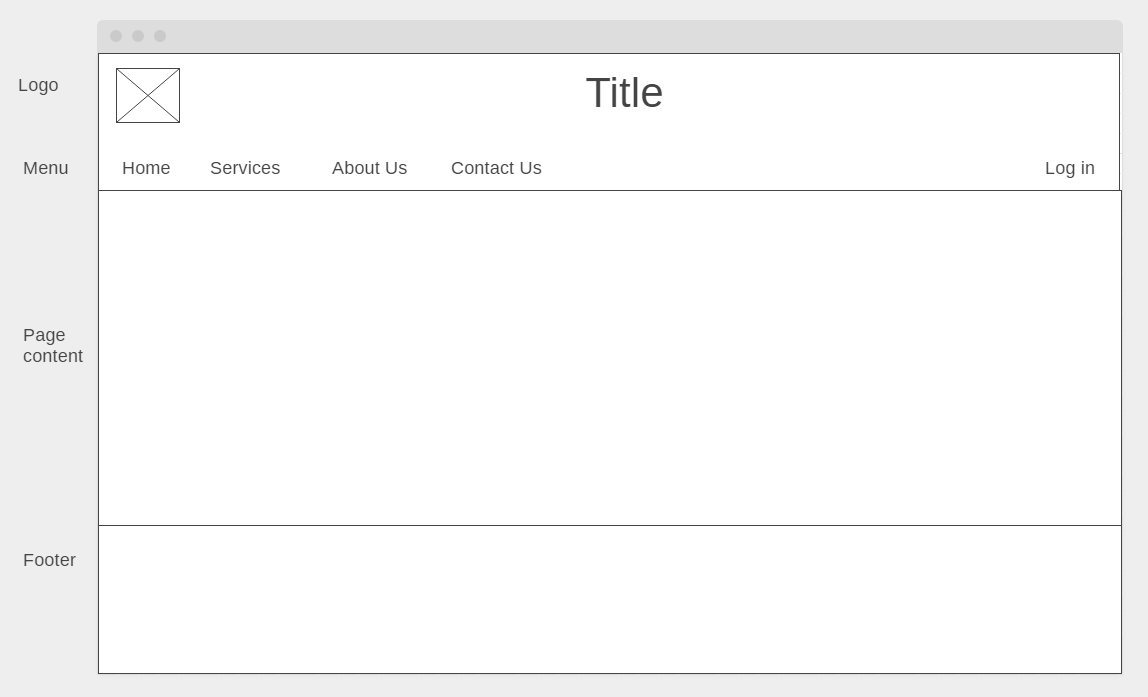 Logo
Title
Menu
Home Services About Us Contact Us Log in
Page
content
Footer